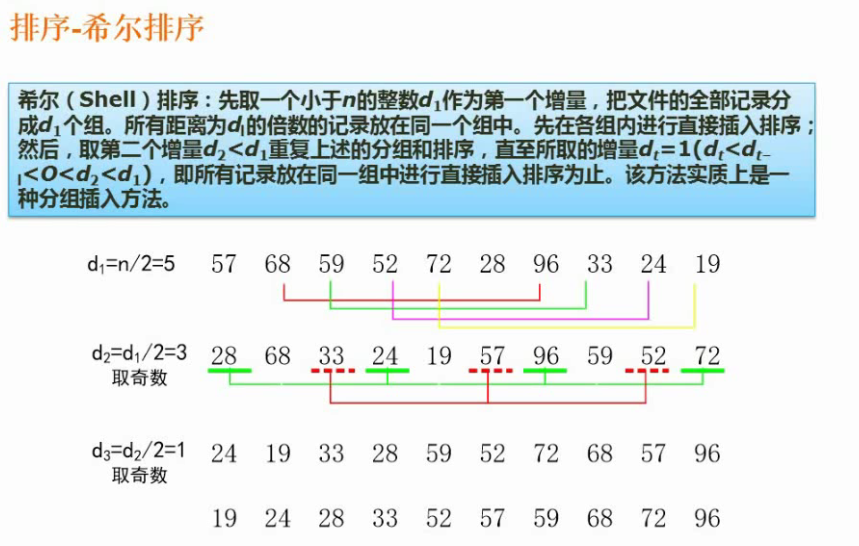 排序-希尔排序
希尔（Shell）排序：先取一个小于n的整数d₁作为第一个增量，把文件的全部记录分
成d₁个组。所有距离为dₗ的倍数的记录放在同一个组中。先在各组内进行直接插入排序；
然后，取第二个增量d₂<d₁重复上述的分组和排序，直至所取的增量dₜ=1(dₜ<dₜ₋
ₗ<O<d₂<d₁)，即所有记录放在同一组中进行直接插入排序为止。该方法实质上是一
种分组插入方法。
d₁=n/2=5 57 68 59 52 72 28 96 33 24 19
d₂=d₁/2=3 28 68 33 24 19 57 96 59 52 72
取奇数
d₃=d₂/2=1 24 19 33 28 59 52 72 68 57 96
取奇数
19 24 28 33 52 57 59 68 72 96